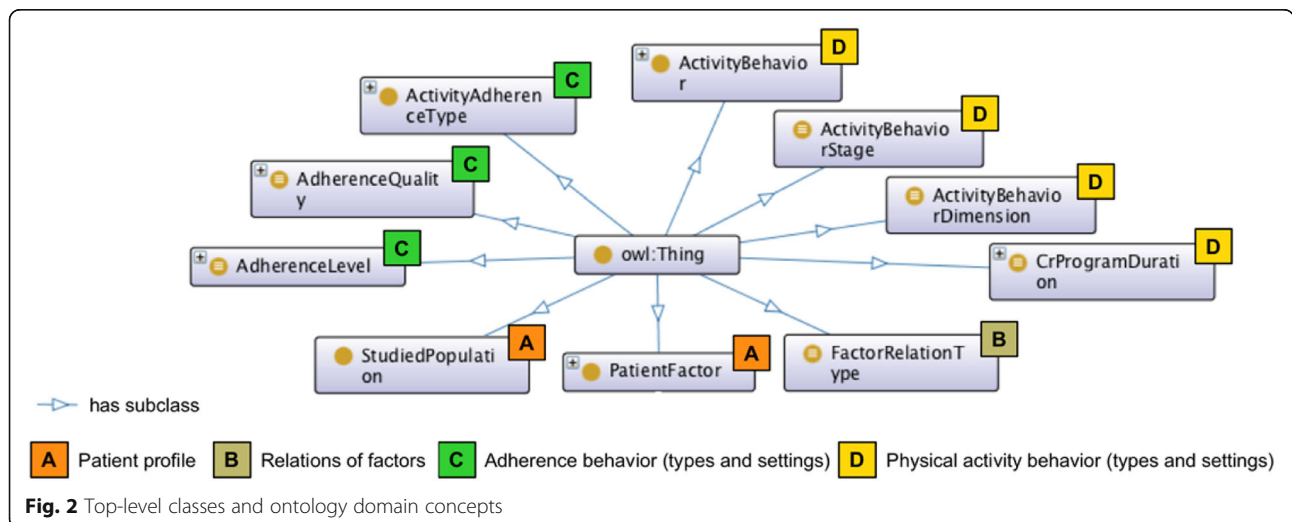 D
ActivityBehavio
r
C
ActivityAdheren
ceType
D
ActivityBehavio
rStage
C
AdherenceQualit
y
D
ActivityBehavio
rDimension
C
AdherenceLevel
owl:Thing
D
CrProgramDurati
on
A
StudiedPopulati
on
A
PatientFactor
B
FactorRelationT
ype
has subclass
A Patient profile B Relations of factors C Adherence behavior (types and settings) D Physical activity behavior (types and settings)
Fig. 2 Top-level classes and ontology domain concepts